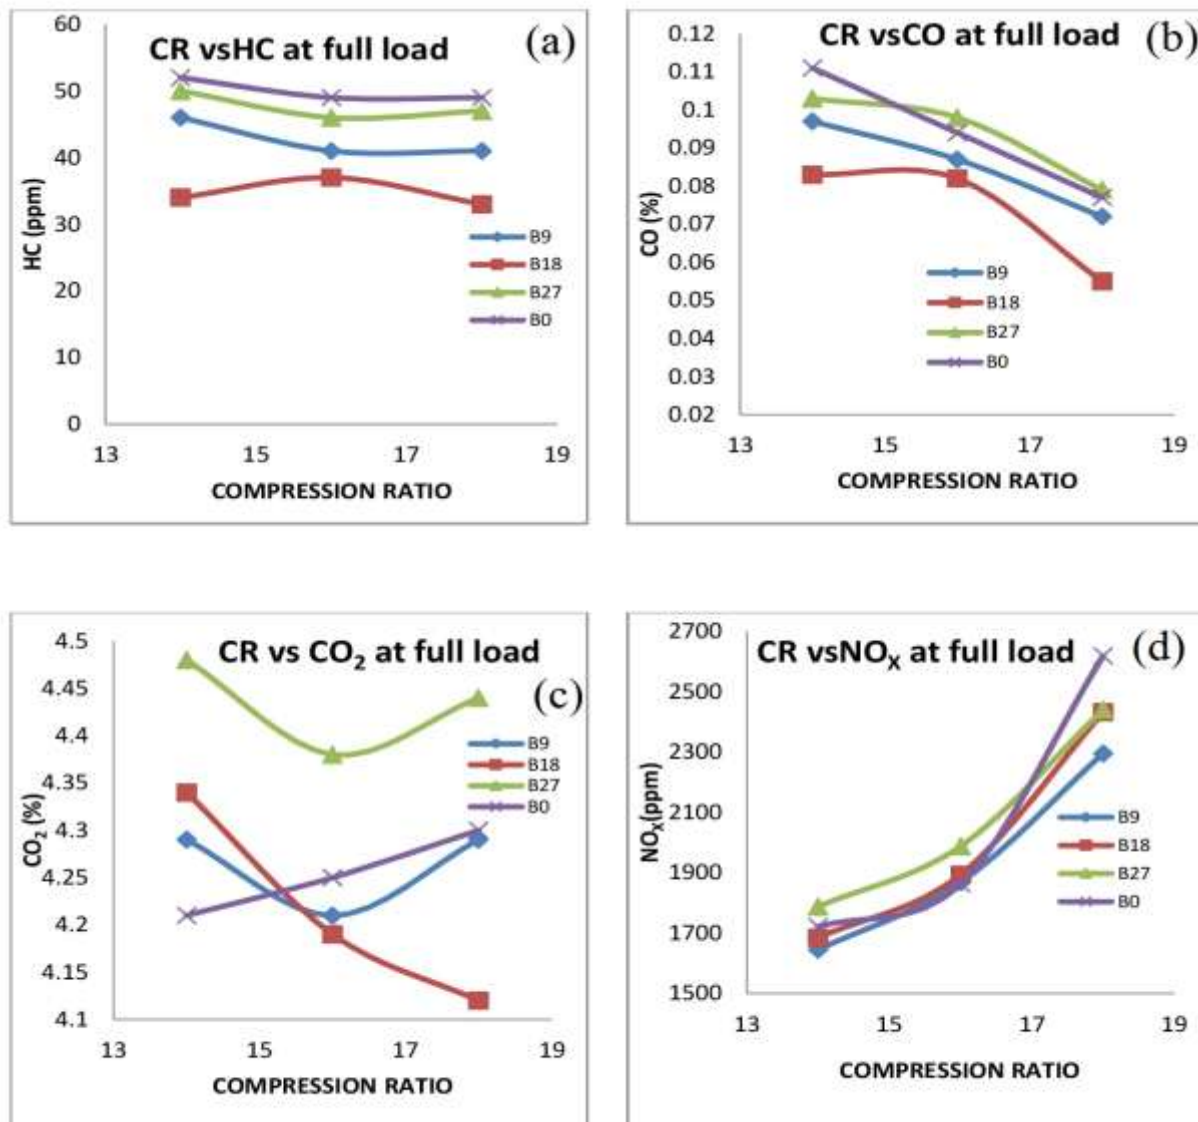 CR vsHC at full load
(a)
60
50
40
30
20
10
0
HC (ppm)
B9
B18
B27
B0
13 15 17 19
COMPRESSION RATIO
CR vsCO at full load
(b)
0.12
0.11
0.1
0.09
0.08
0.07
0.06
0.05
0.04
0.03
0.02
CO (%)
B9
B18
B27
B0
13 15 17 19
COMPRESSION RATIO
CR vs CO₂ at full load
(c)
4.5
4.45
4.4
4.35
4.3
4.25
4.2
4.15
4.1
CO₂ (%)
B9
B18
B27
B0
13 15 17 19
COMPRESSION RATIO
CR vsNOₓ at full load
(d)
2700
2500
2300
2100
1900
1700
1500
NOₓ(ppm)
B9
B18
B27
B0
13 15 17 19
COMPRESSION RATIO